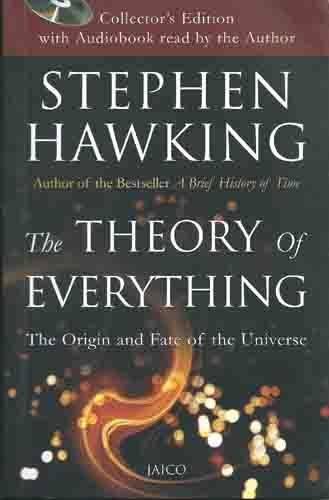 Collector's Edition
with Audiobook read by the Author
STEPHEN
HAWKING
Author of the Bestseller A Brief History of Time
The THEORY Of
EVERYTHING
The Origin and Fate of the Universe
JAICO